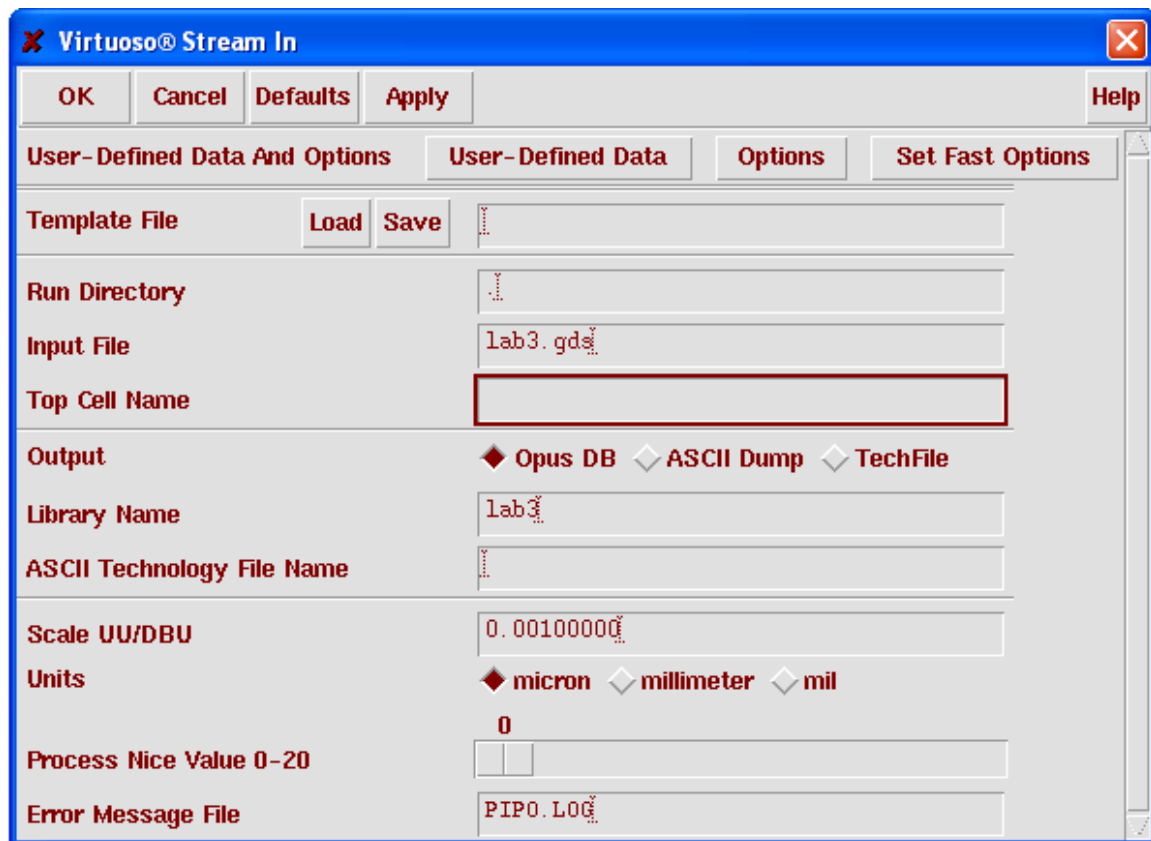 Virtuoso® Stream In
OK Cancel Defaults Apply Help
User-Defined Data And Options User-Defined Data Options Set Fast Options
Template File Load Save
Run Directory .
Input File lab3.gds
Top Cell Name
Output Opus DB ASCII Dump TechFile
Library Name lab3
ASCII Technology File Name
Scale UU/DBU 0.00100000
Units micron millimeter mil
0
Process Nice Value 0-20
Error Message File PIPO.LOG